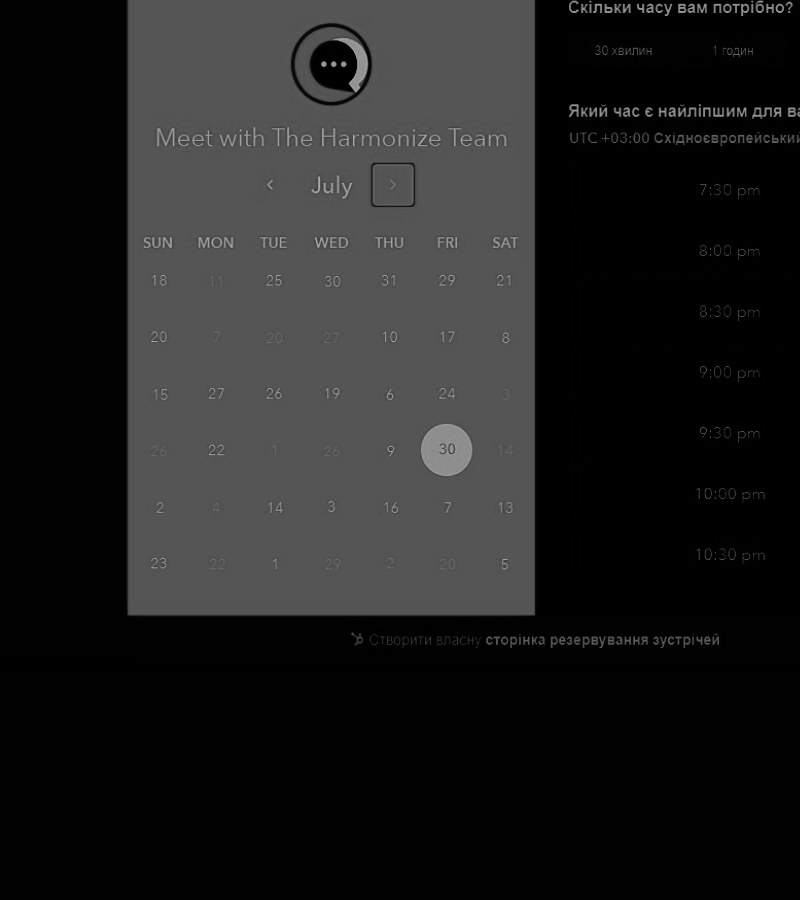 Meet with The Harmonize Team
July
SUN MON TUE WED THU FRI SAT
18 11 25 30 31 29 21
20 7 20 27 10 17 8
15 27 26 19 6 24 3
26 22 1 26 9 30 14
2 4 14 3 16 7 13
23 22 1 29 2 20 5
Скільки часу вам потрібно?
30 хвилин 1 годин
Який час є найліпшим для
UTC +03:00 Східноєвропейський
7:30 pm
8:00 pm
8:30 pm
9:00 pm
9:30 pm
10:00 pm
10:30 pm
Створити власну сторінка резервування зустрічей